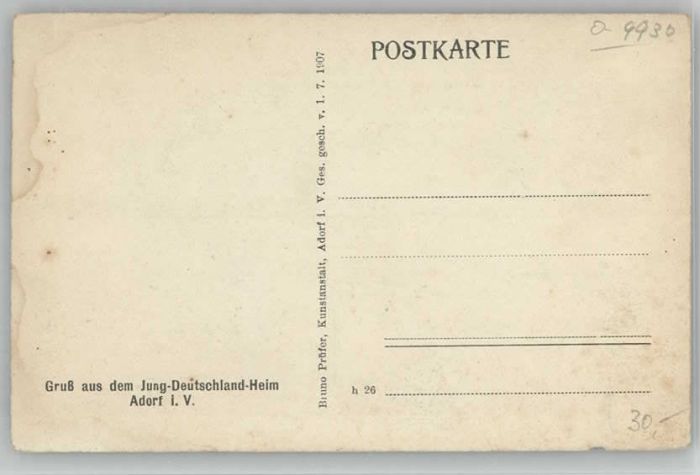 O-9930
POSTKARTE
Bruno Prüfer, Kunstanstalt, Adorf i. V. Ges. gesch. v. 1. 7. 1907
Gruß aus dem Jung-Deutschland-Heim
Adorf i. V.
h 26
30,-